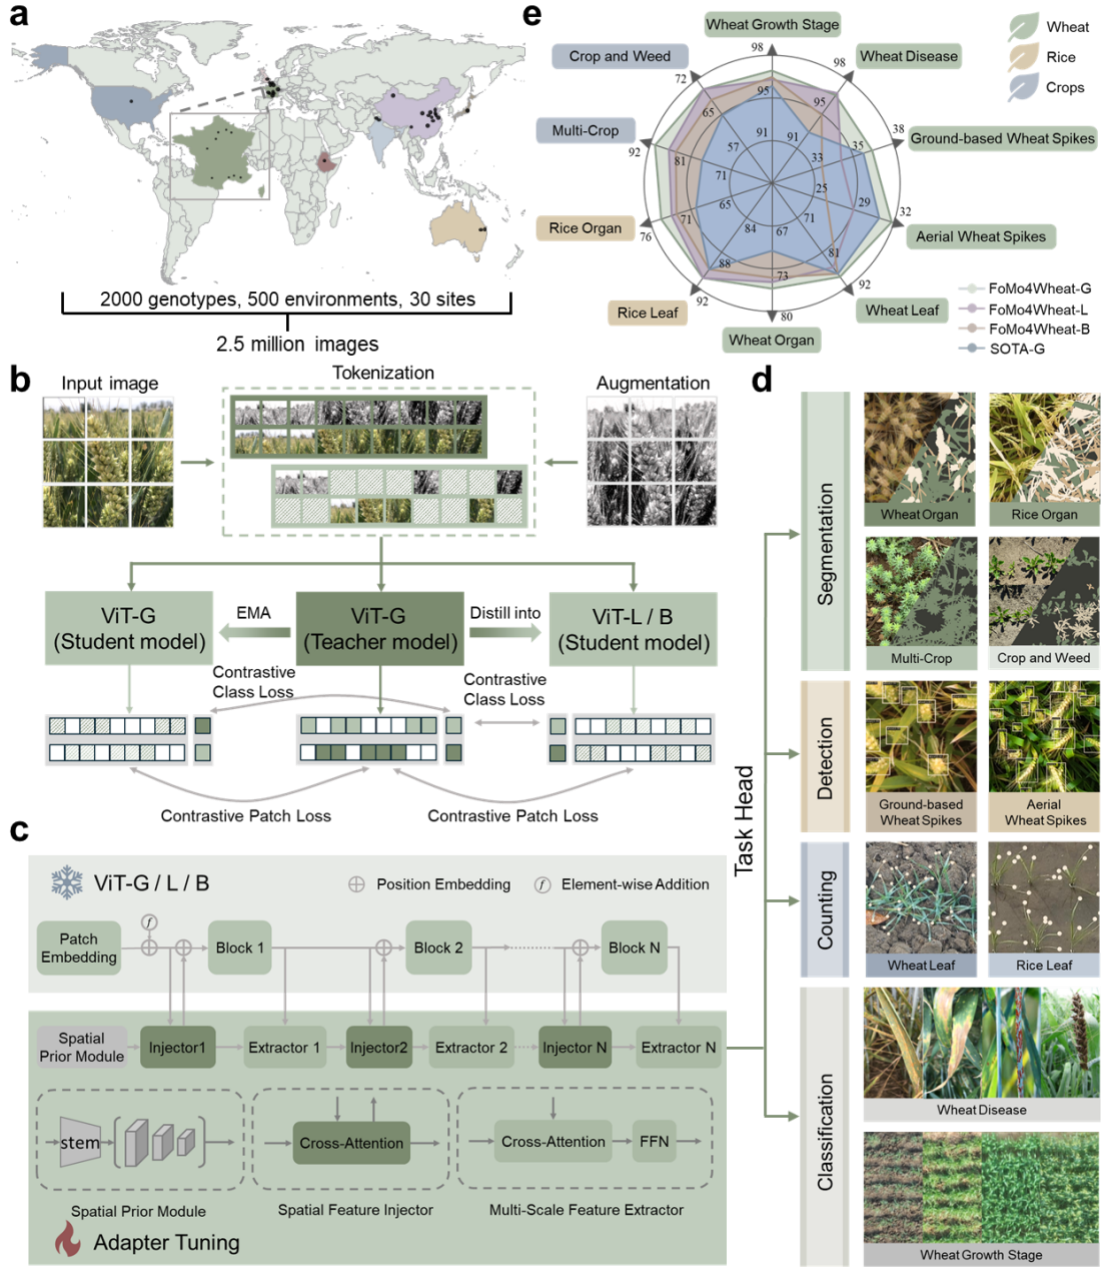 a
2000 genotypes, 500 environments, 30 sites
2.5 million images
e
Wheat Growth Stage
Wheat Disease
Ground-based Wheat Spikes
Aerial Wheat Spikes
Wheat Leaf
Wheat Organ
Rice Leaf
Rice Organ
Multi-Crop
Crop and Weed
98
95
91
98
95
91
38
35
33
32
29
25
92
81
71
80
73
67
92
88
84
76
71
65
92
81
71
72
65
57
Wheat
Rice
Crops
FoMo4Wheat-G
FoMo4Wheat-L
FoMo4Wheat-B
SOTA-G
b
Input image
Tokenization
Augmentation
ViT-G
(Student model)
EMA
ViT-G
(Teacher model)
Distill into
ViT-L / B
(Student model)
Contrastive
Class Loss
Contrastive
Class Loss
Contrastive Patch Loss
Contrastive Patch Loss
c
ViT-G / L / B
Position Embedding
f
Element-wise Addition
f
Patch
Embedding
Block 1
Block 2
Block N
Spatial
Prior Module
Injector1
Extractor 1
Injector2
Extractor 2
Injector N
Extractor N
stem
Cross-Attention
Cross-Attention
FFN
Spatial Prior Module
Spatial Feature Injector
Multi-Scale Feature Extractor
Adapter Tuning
Task Head
d
Segmentation
Wheat Organ
Rice Organ
Multi-Crop
Crop and Weed
Detection
Ground-based
Wheat Spikes
Aerial
Wheat Spikes
Counting
Wheat Leaf
Rice Leaf
Classification
Wheat Disease
Wheat Growth Stage